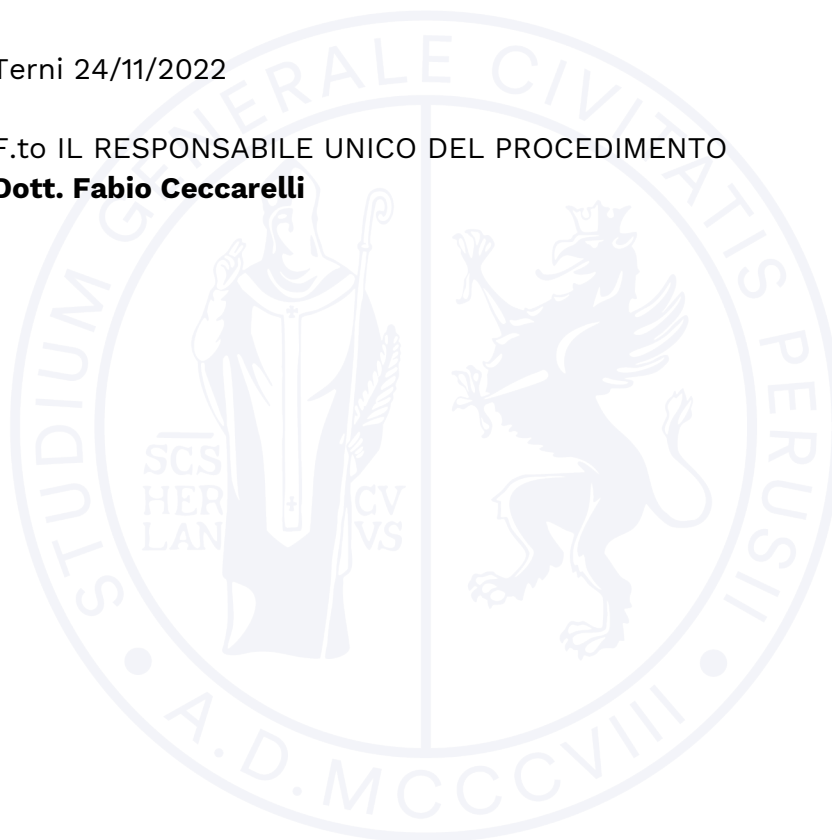 Terni 24/11/2022
F.to IL RESPONSABILE UNICO DEL PROCEDIMENTO
Dott. Fabio Ceccarelli
STUDIUM GENERALE CIVITATIS PERUSII
SCS
HER CV
LAN VS
A.D. MCCCVIII